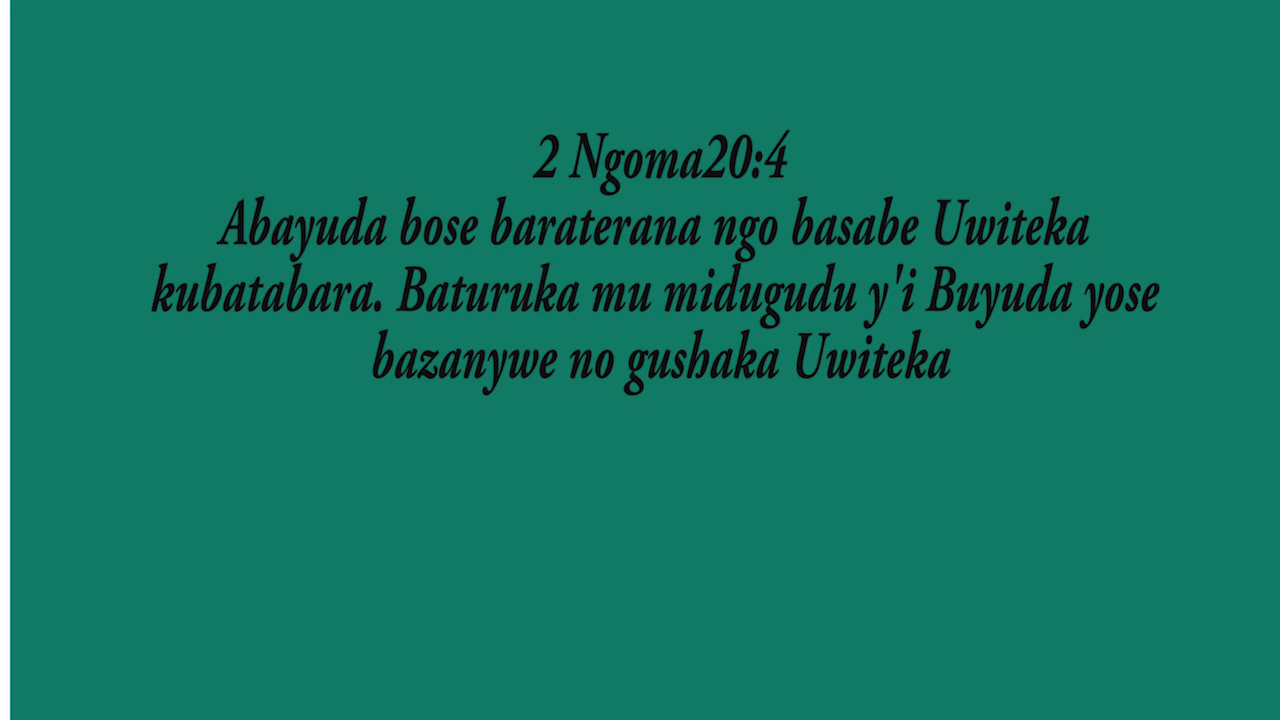 2 Ngoma20:4
Abayuda bose baraterana ngo basabe Uwiteka
kubatabara. Baturuka mu midugudu y'i Buyuda yose
bazanywe no gushaka Uwiteka